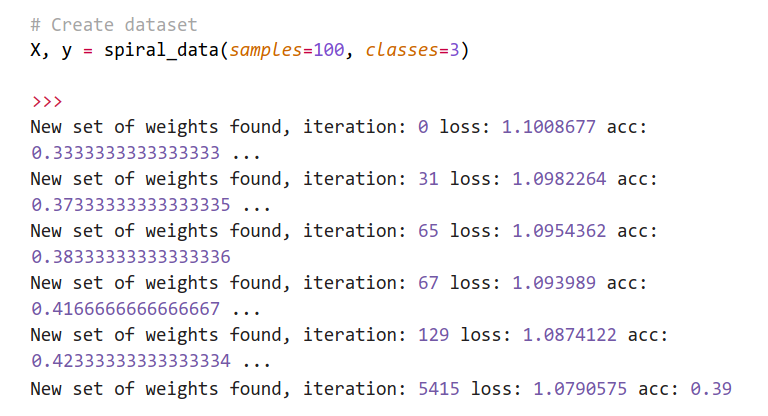 # Create dataset
X, y = spiral_data(samples=100, classes=3)
>>>
New set of weights found, iteration: 0 loss: 1.1008677 acc:
0.3333333333333333 ...
New set of weights found, iteration: 31 loss: 1.0982264 acc:
0.37333333333333335 ...
New set of weights found, iteration: 65 loss: 1.0954362 acc:
0.38333333333333336
New set of weights found, iteration: 67 loss: 1.093989 acc:
0.4166666666666667 ...
New set of weights found, iteration: 129 loss: 1.0874122 acc:
0.42333333333333334 ...
New set of weights found, iteration: 5415 loss: 1.0790575 acc: 0.39